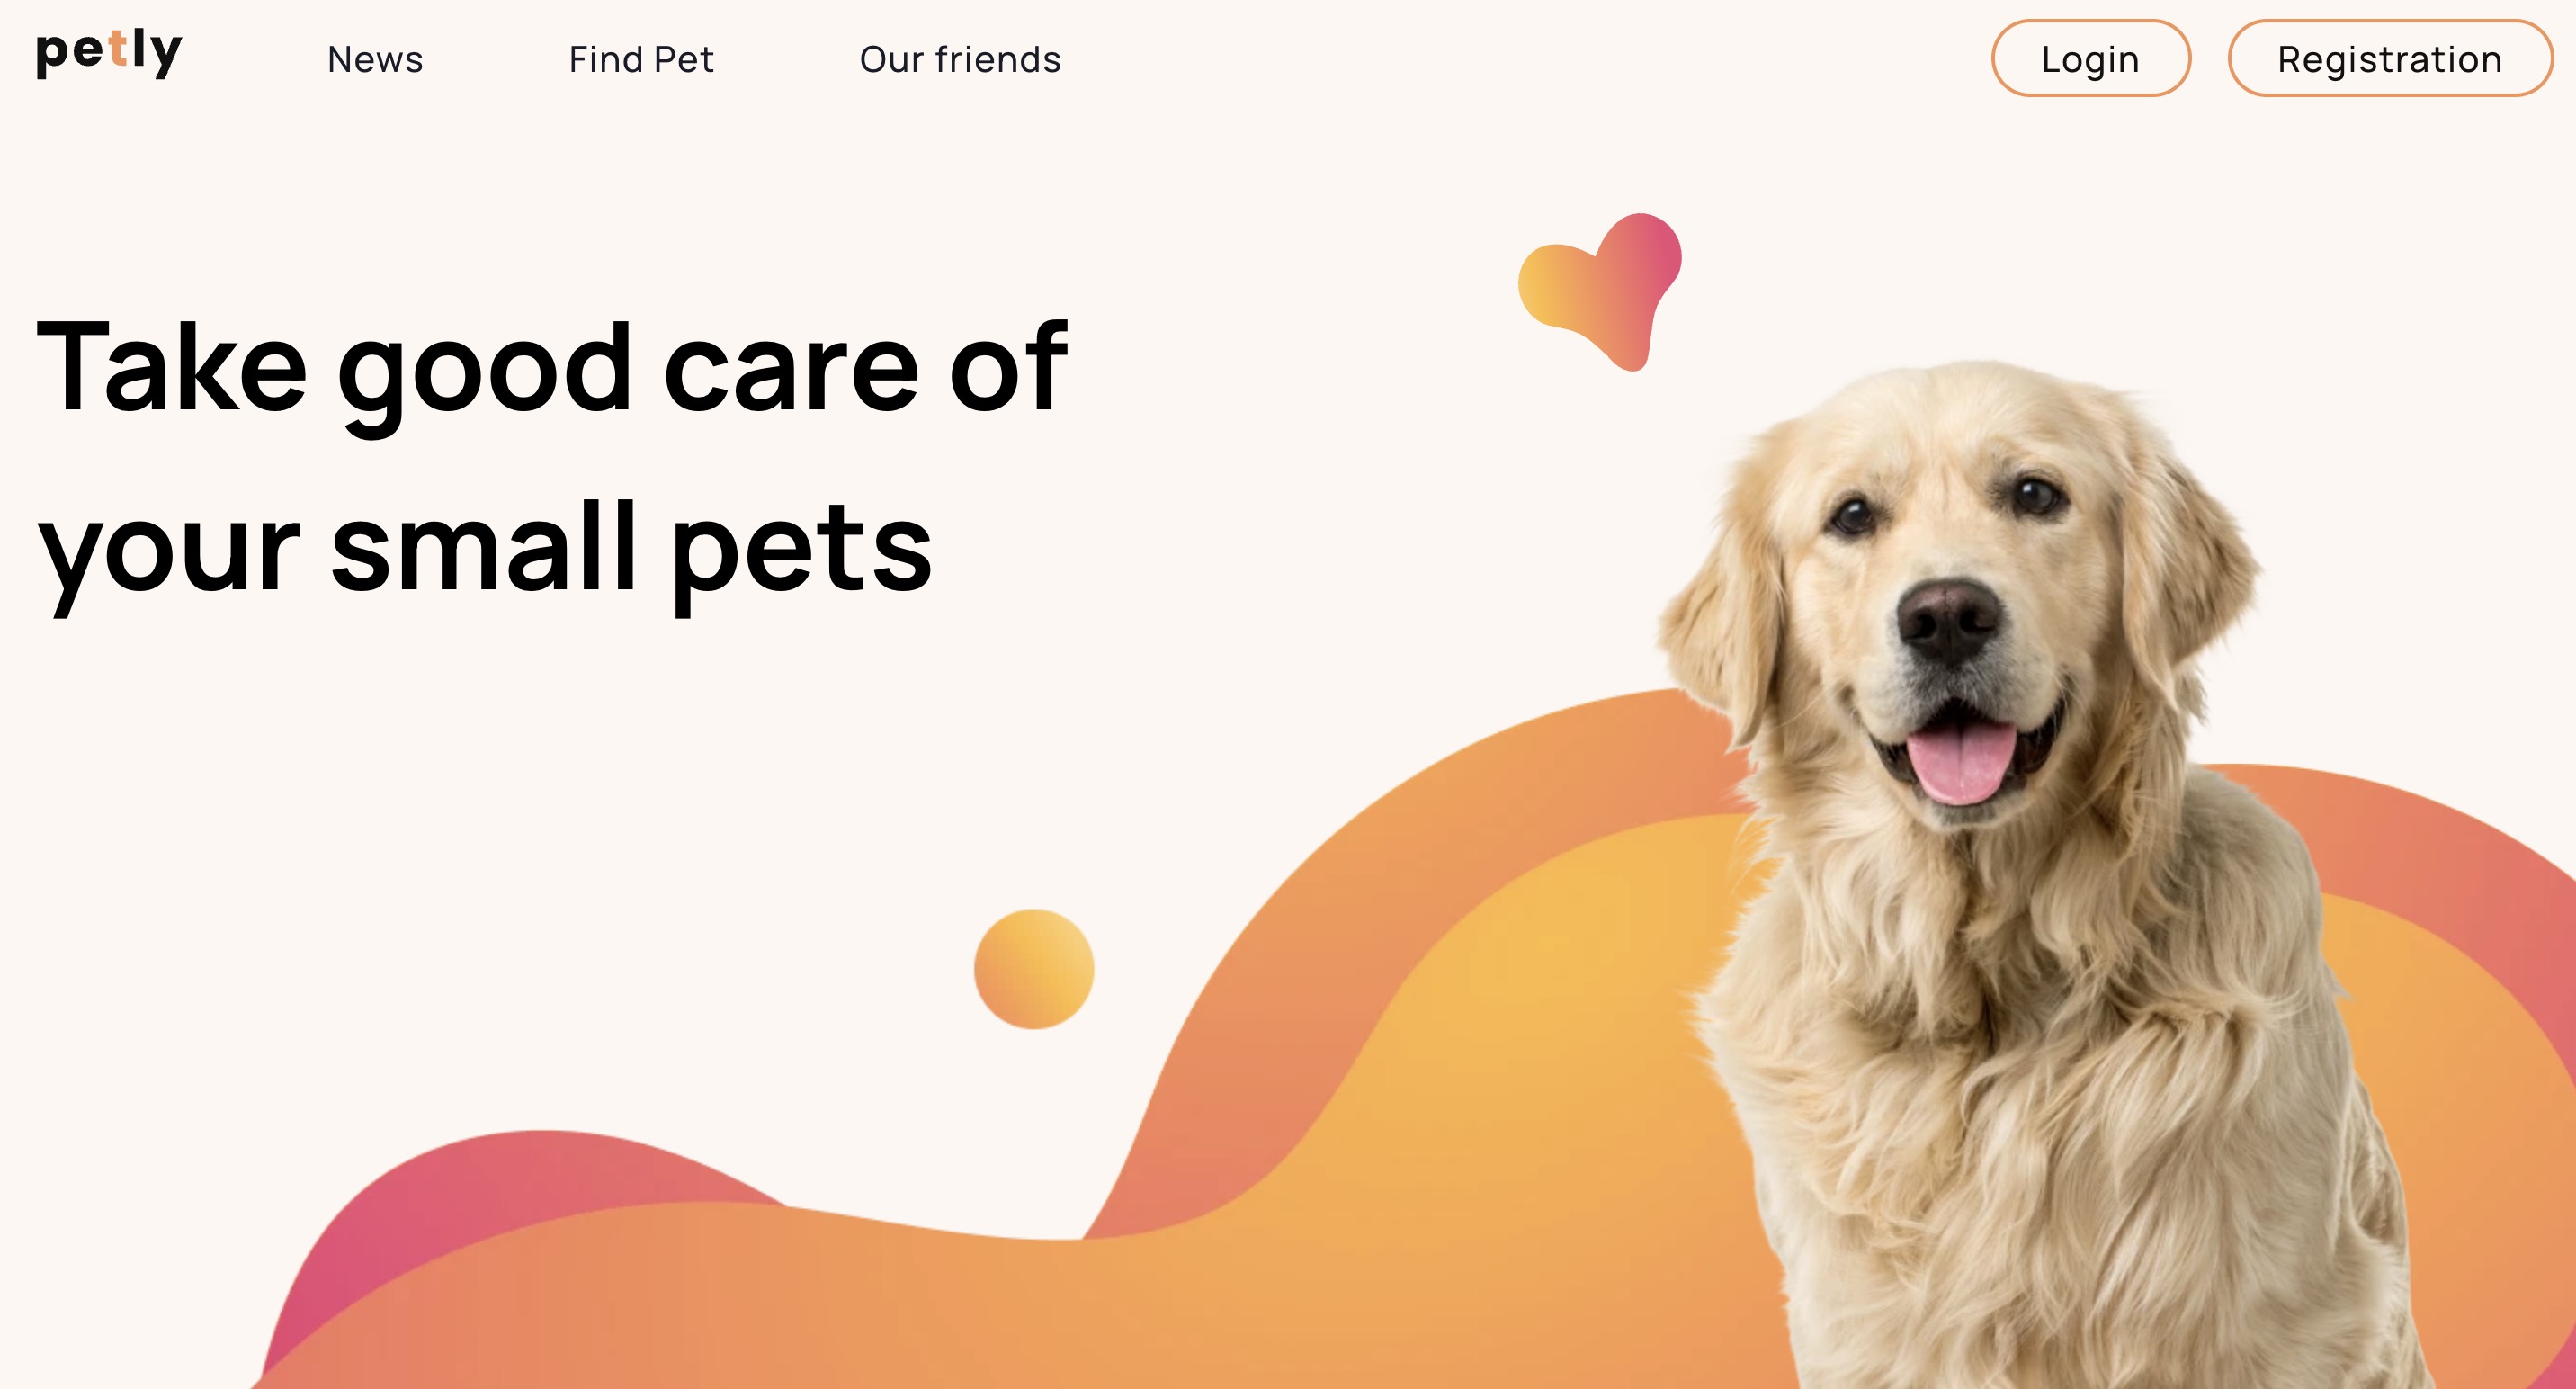 petly
News
Find Pet
Our friends
Login
Registration
Take good care of
your small pets